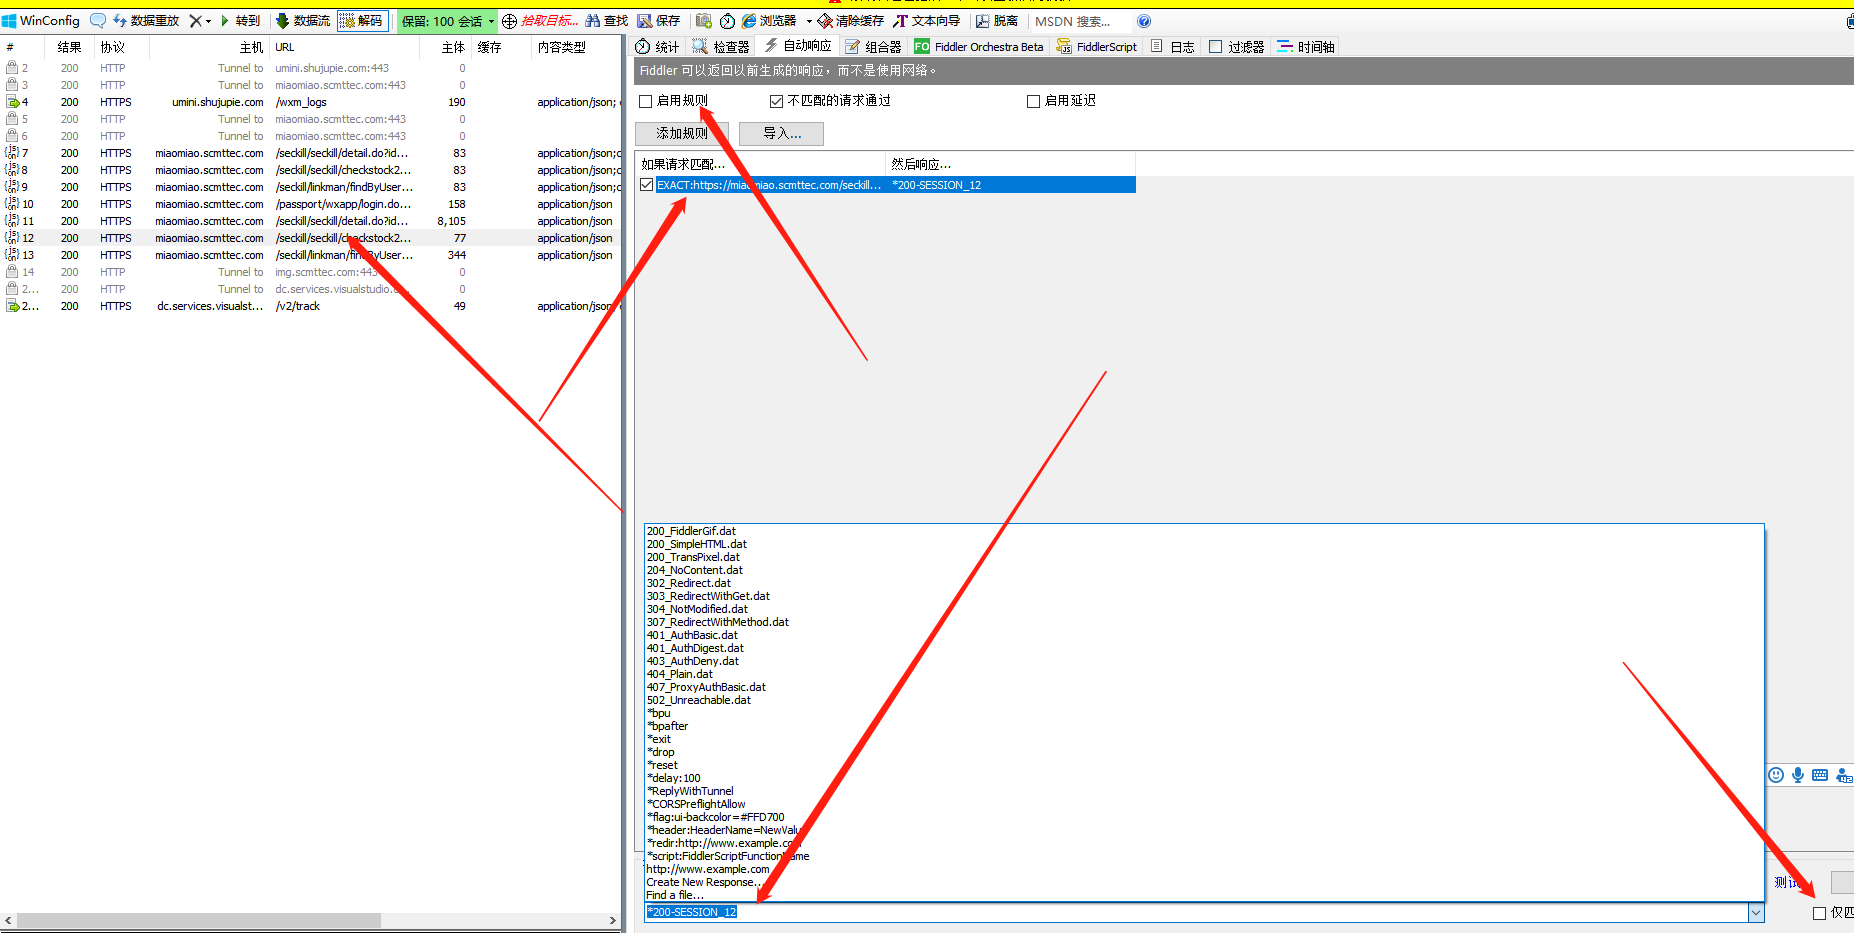 WinConfig 数据重放 转到 数据流 解码 保留: 100 会话 拾取目标... 查找 保存 浏览器 清除缓存 文本向导 脱离 MSDN 搜索...
# 结果 协议 主机 URL 主体 缓存 内容类型
2 200 HTTP Tunnel to umini.shujupie.com:443 0
3 200 HTTP Tunnel to miaomiao.scmttec.com:443 0
4 200 HTTPS umini.shujupie.com /wxm_logs 190 application/json;
5 200 HTTP Tunnel to miaomiao.scmttec.com:443 0
6 200 HTTP Tunnel to miaomiao.scmttec.com:443 0
7 200 HTTPS miaomiao.scmttec.com /seckill/seckill/detail.do?id... 83 application/json;c
8 200 HTTPS miaomiao.scmttec.com /seckill/seckill/checkstock2... 83 application/json;c
9 200 HTTPS miaomiao.scmttec.com /seckill/linkman/findByUser... 83 application/json;c
10 200 HTTPS miaomiao.scmttec.com /passport/wxapp/login.do... 158 application/json
11 200 HTTPS miaomiao.scmttec.com /seckill/seckill/detail.do?id... 8,105 application/json
12 200 HTTPS miaomiao.scmttec.com /seckill/seckill/checkstock2... 77 application/json
13 200 HTTPS miaomiao.scmttec.com /seckill/linkman/findByUser... 344 application/json
14 200 HTTP Tunnel to img.scmttec.com:443 0
2... 200 HTTP Tunnel to dc.services.visualstudio.c... 0
2... 200 HTTPS dc.services.visualst... /v2/track 49 application/json;
统计 检查器 自动响应 组合器 FO Fiddler Orchestra Beta FiddlerScript 日志 过滤器 时间轴
Fiddler 可以返回以前生成的响应，而不是使用网络。
启用规则 不匹配的请求通过 启用延迟
添加规则 导入...
如果请求匹配... 然后响应...
EXACT:https://miaomiao.scmttec.com/seckill... *200-SESSION_12
200_FiddlerGif.dat
200_SimpleHTML.dat
200_TransPixel.dat
204_NoContent.dat
302_Redirect.dat
303_RedirectWithGet.dat
304_NotModified.dat
307_RedirectWithMethod.dat
401_AuthBasic.dat
401_AuthDigest.dat
403_AuthDeny.dat
404_Plain.dat
407_ProxyAuthBasic.dat
502_Unreachable.dat
*bpu
*bpafter
*exit
*drop
*reset
*delay:100
*ReplyWithTunnel
*CORSPreflightAllow
*flag:ui-backcolor=#FFD700
*header:HeaderName=NewValu
*redir:http://www.example.com
*script:FiddlerScriptFunctionName
http://www.example.com
Create New Response...
Find a file...
测试
*200-SESSION_12
仅匹